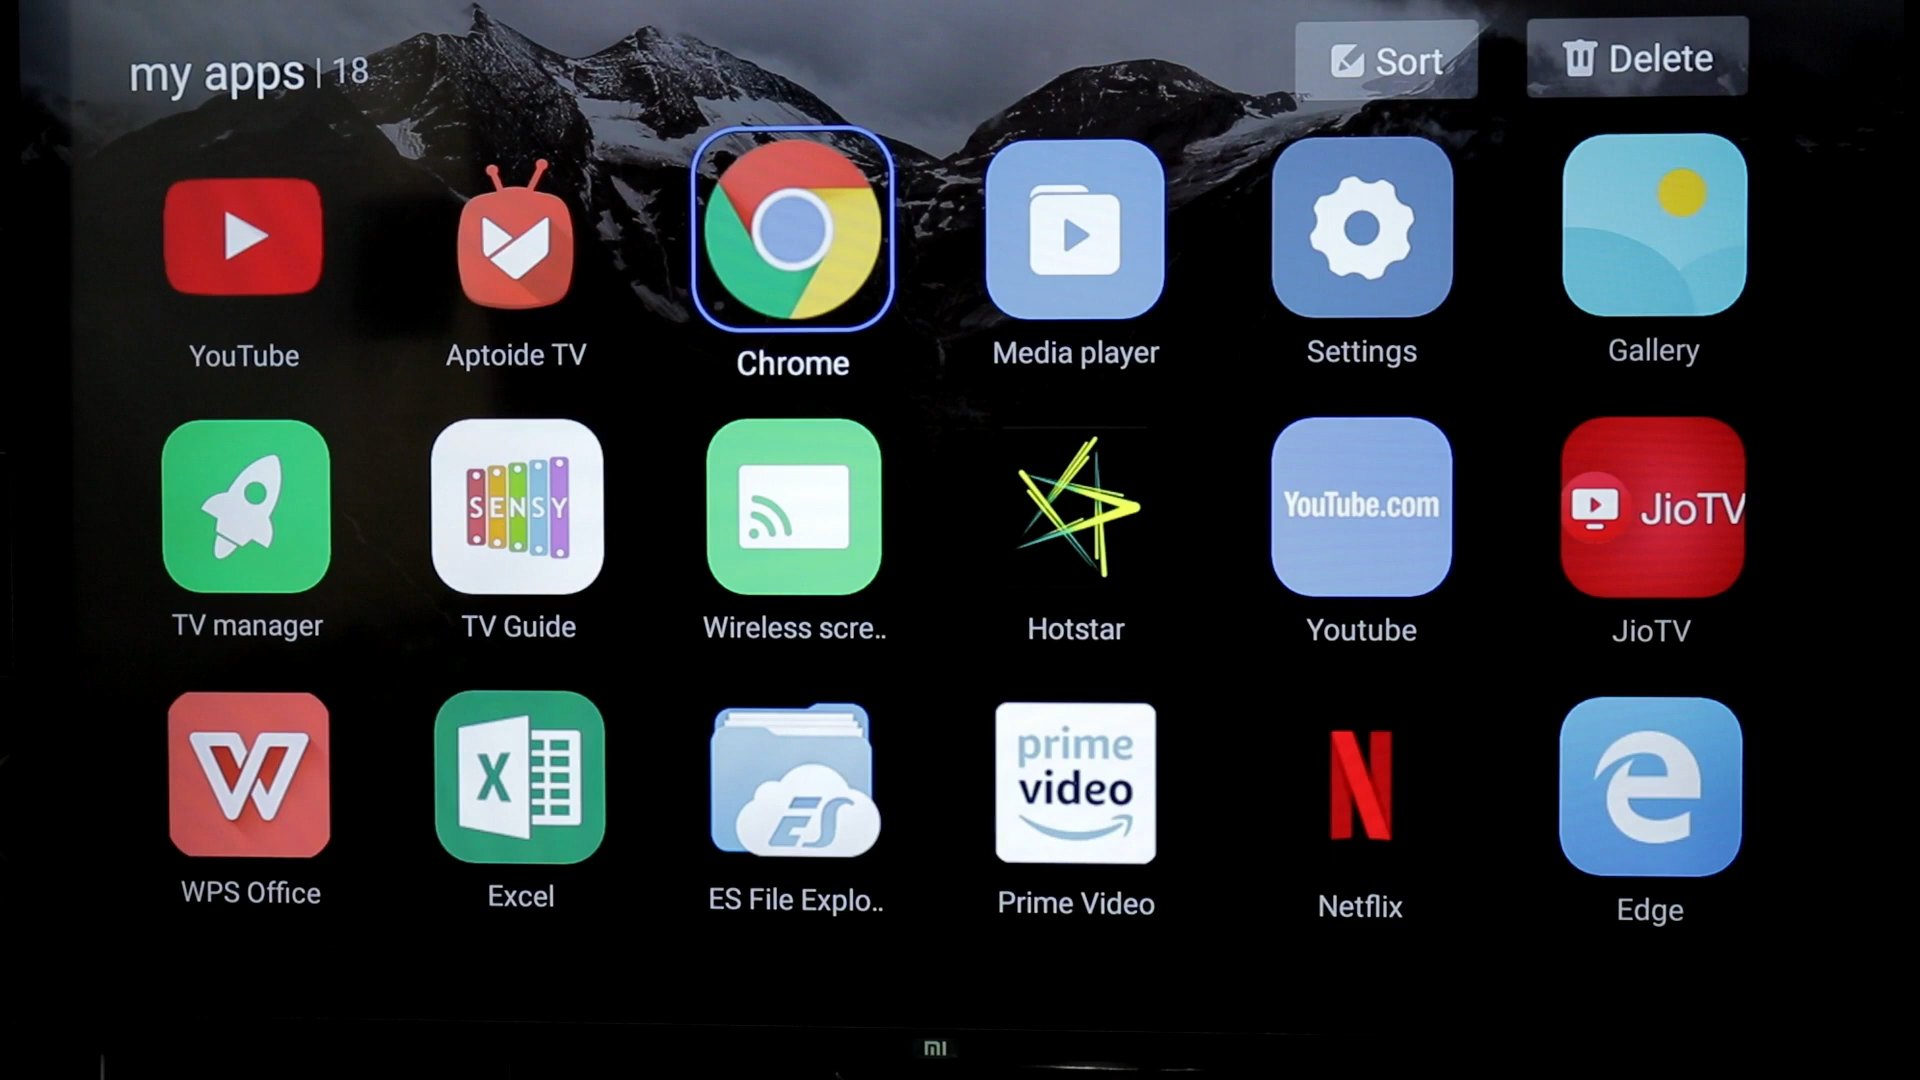 my apps | 18
Sort
Delete
YouTube
Aptoide TV
Chrome
Media player
Settings
Gallery
SENSY
YouTube.com
JioTV
TV manager
TV Guide
Wireless scre..
Hotstar
Youtube
JioTV
W
X
ES
prime
video
N
e
WPS Office
Excel
ES File Explo..
Prime Video
Netflix
Edge
mi